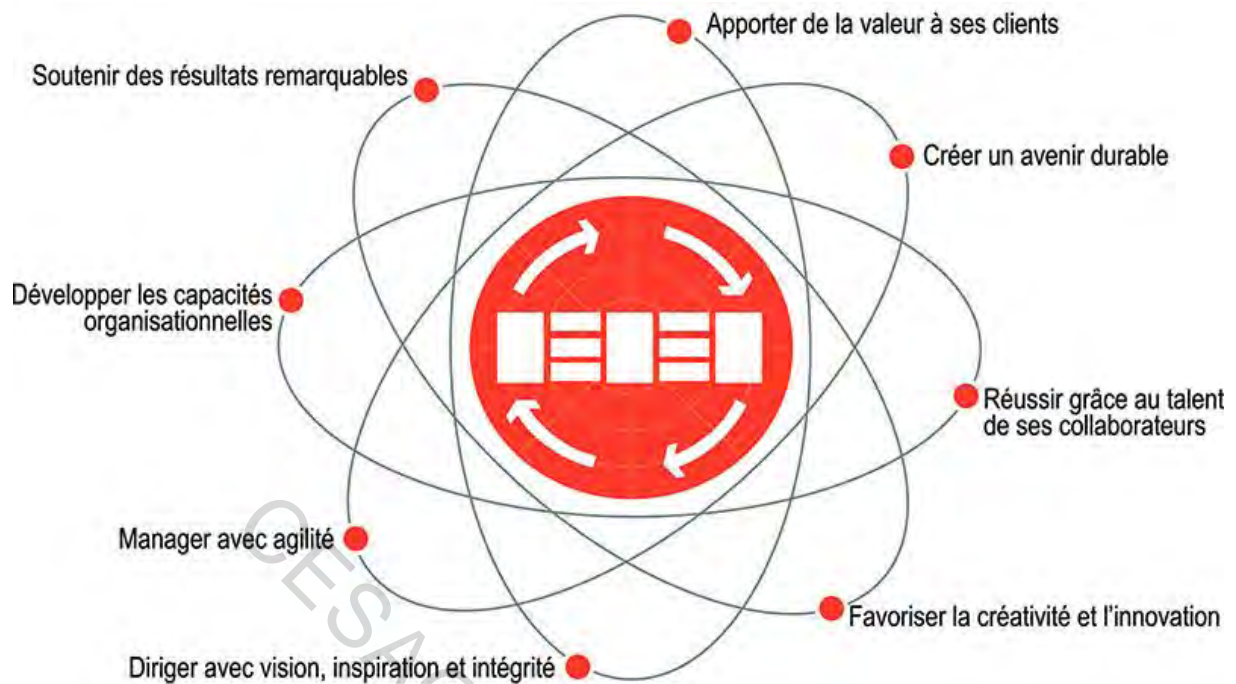 Apporter de la valeur à ses clients
Soutenir des résultats remarquables
Créer un avenir durable
Développer les capacités
organisationnelles
Réussir grâce au talent
de ses collaborateurs
Manager avec agilité
Favoriser la créativité et l'innovation
Diriger avec vision, inspiration et intégrité